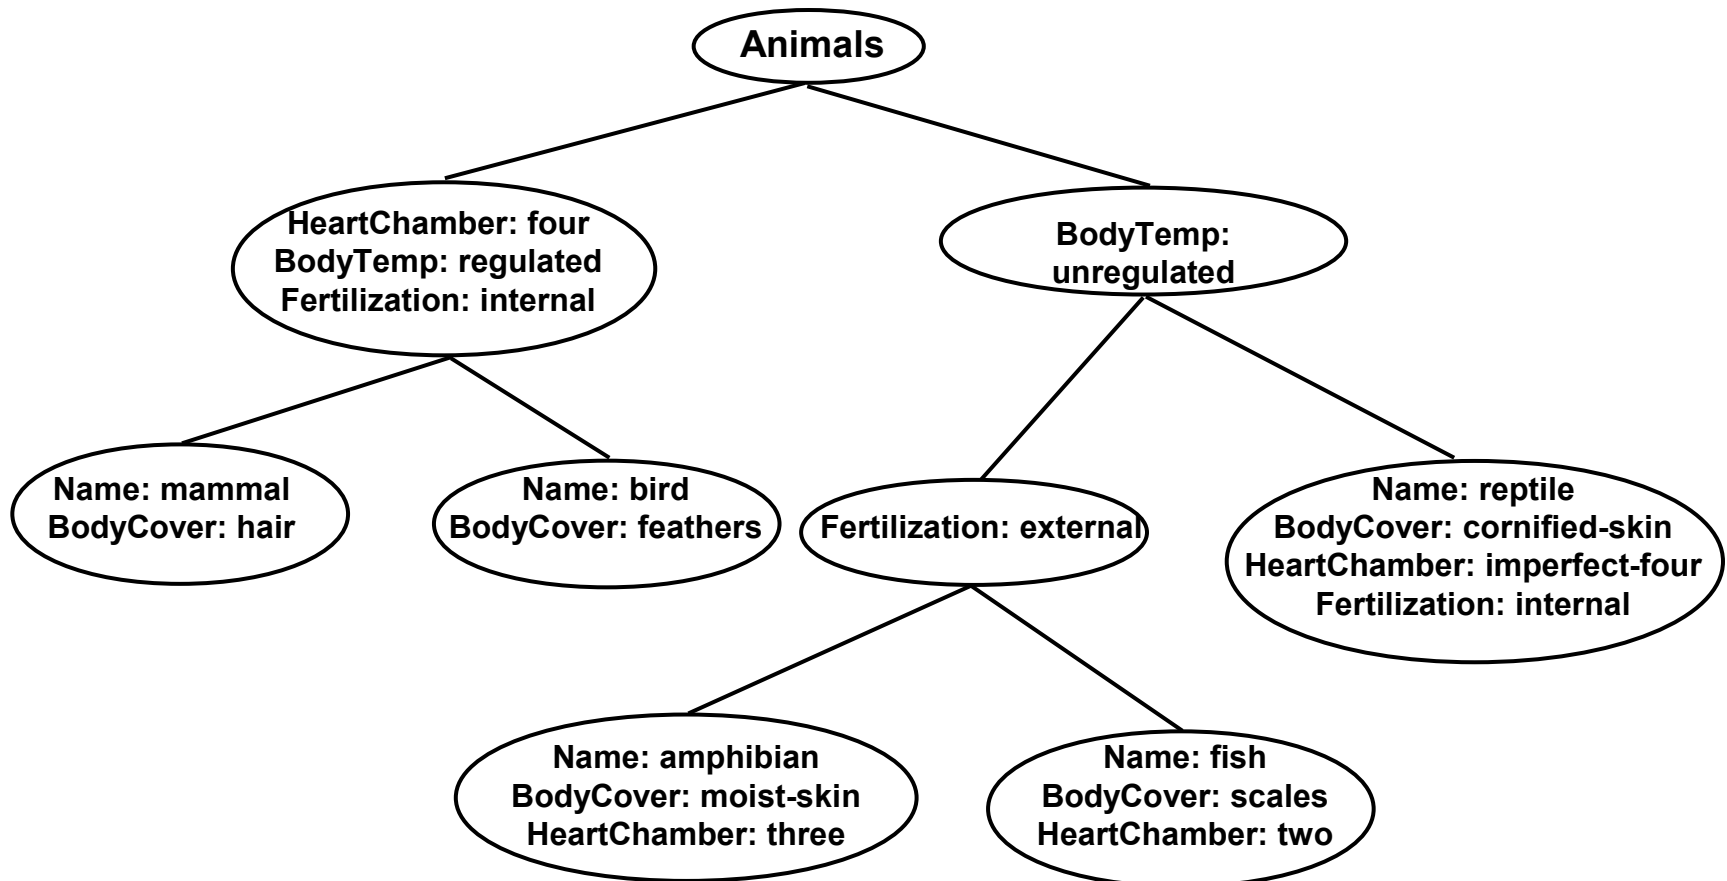 Animals
HeartChamber: four
BodyTemp: regulated
Fertilization: internal
BodyTemp:
unregulated
Name: mammal
BodyCover: hair
Name: bird
BodyCover: feathers
Fertilization: external
Name: reptile
BodyCover: cornified-skin
HeartChamber: imperfect-four
Fertilization: internal
Name: amphibian
BodyCover: moist-skin
HeartChamber: three
Name: fish
BodyCover: scales
HeartChamber: two